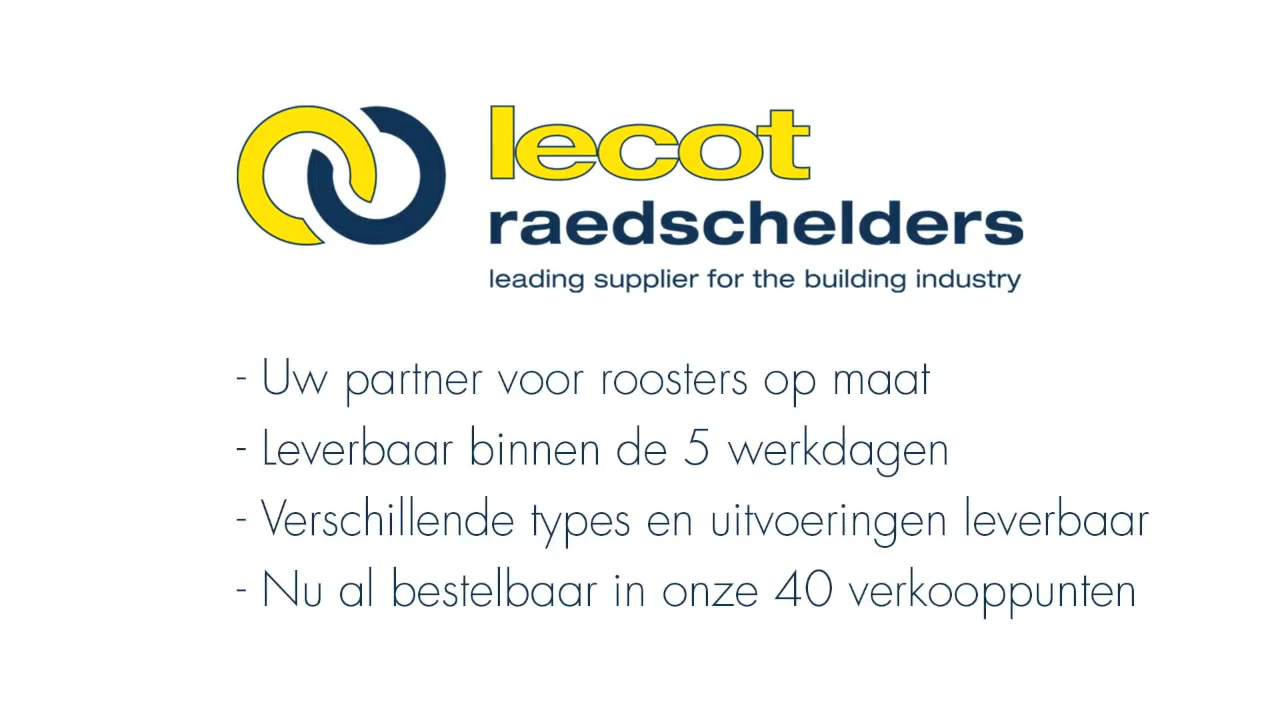 lecot
raedschelders
leading supplier for the building industry
- Uw partner voor roosters op maat
- Leverbaar binnen de 5 werkdagen
- Verschillende types en uitvoeringen leverbaar
- Nu al bestelbaar in onze 40 verkooppunten